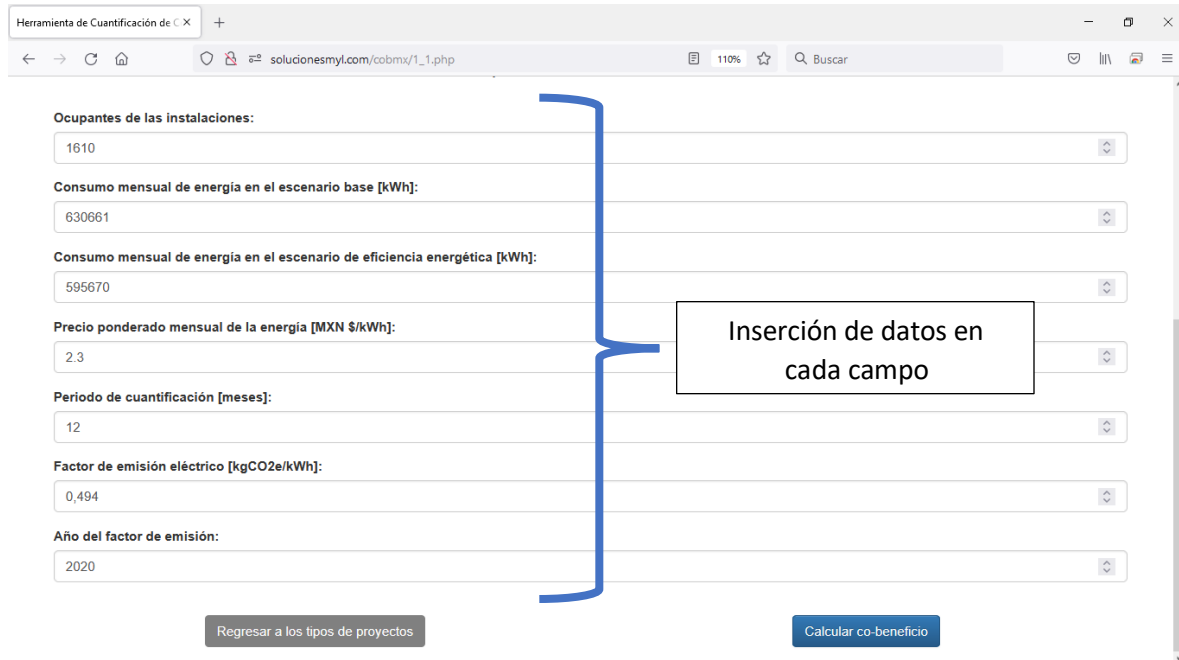 Herramienta de Cuantificación de C
solucionesmyl.com/cobmx/1_1.php
110%
Buscar
Ocupantes de las instalaciones:
1610
Consumo mensual de energía en el escenario base [kWh]:
630661
Consumo mensual de energía en el escenario de eficiencia energética [kWh]:
595670
Precio ponderado mensual de la energía [MXN $/kWh]:
2.3
Periodo de cuantificación [meses]:
12
Factor de emisión eléctrico [kgCO2e/kWh]:
0,494
Año del factor de emisión:
2020
Inserción de datos en
cada campo
Regresar a los tipos de proyectos
Calcular co-beneficio